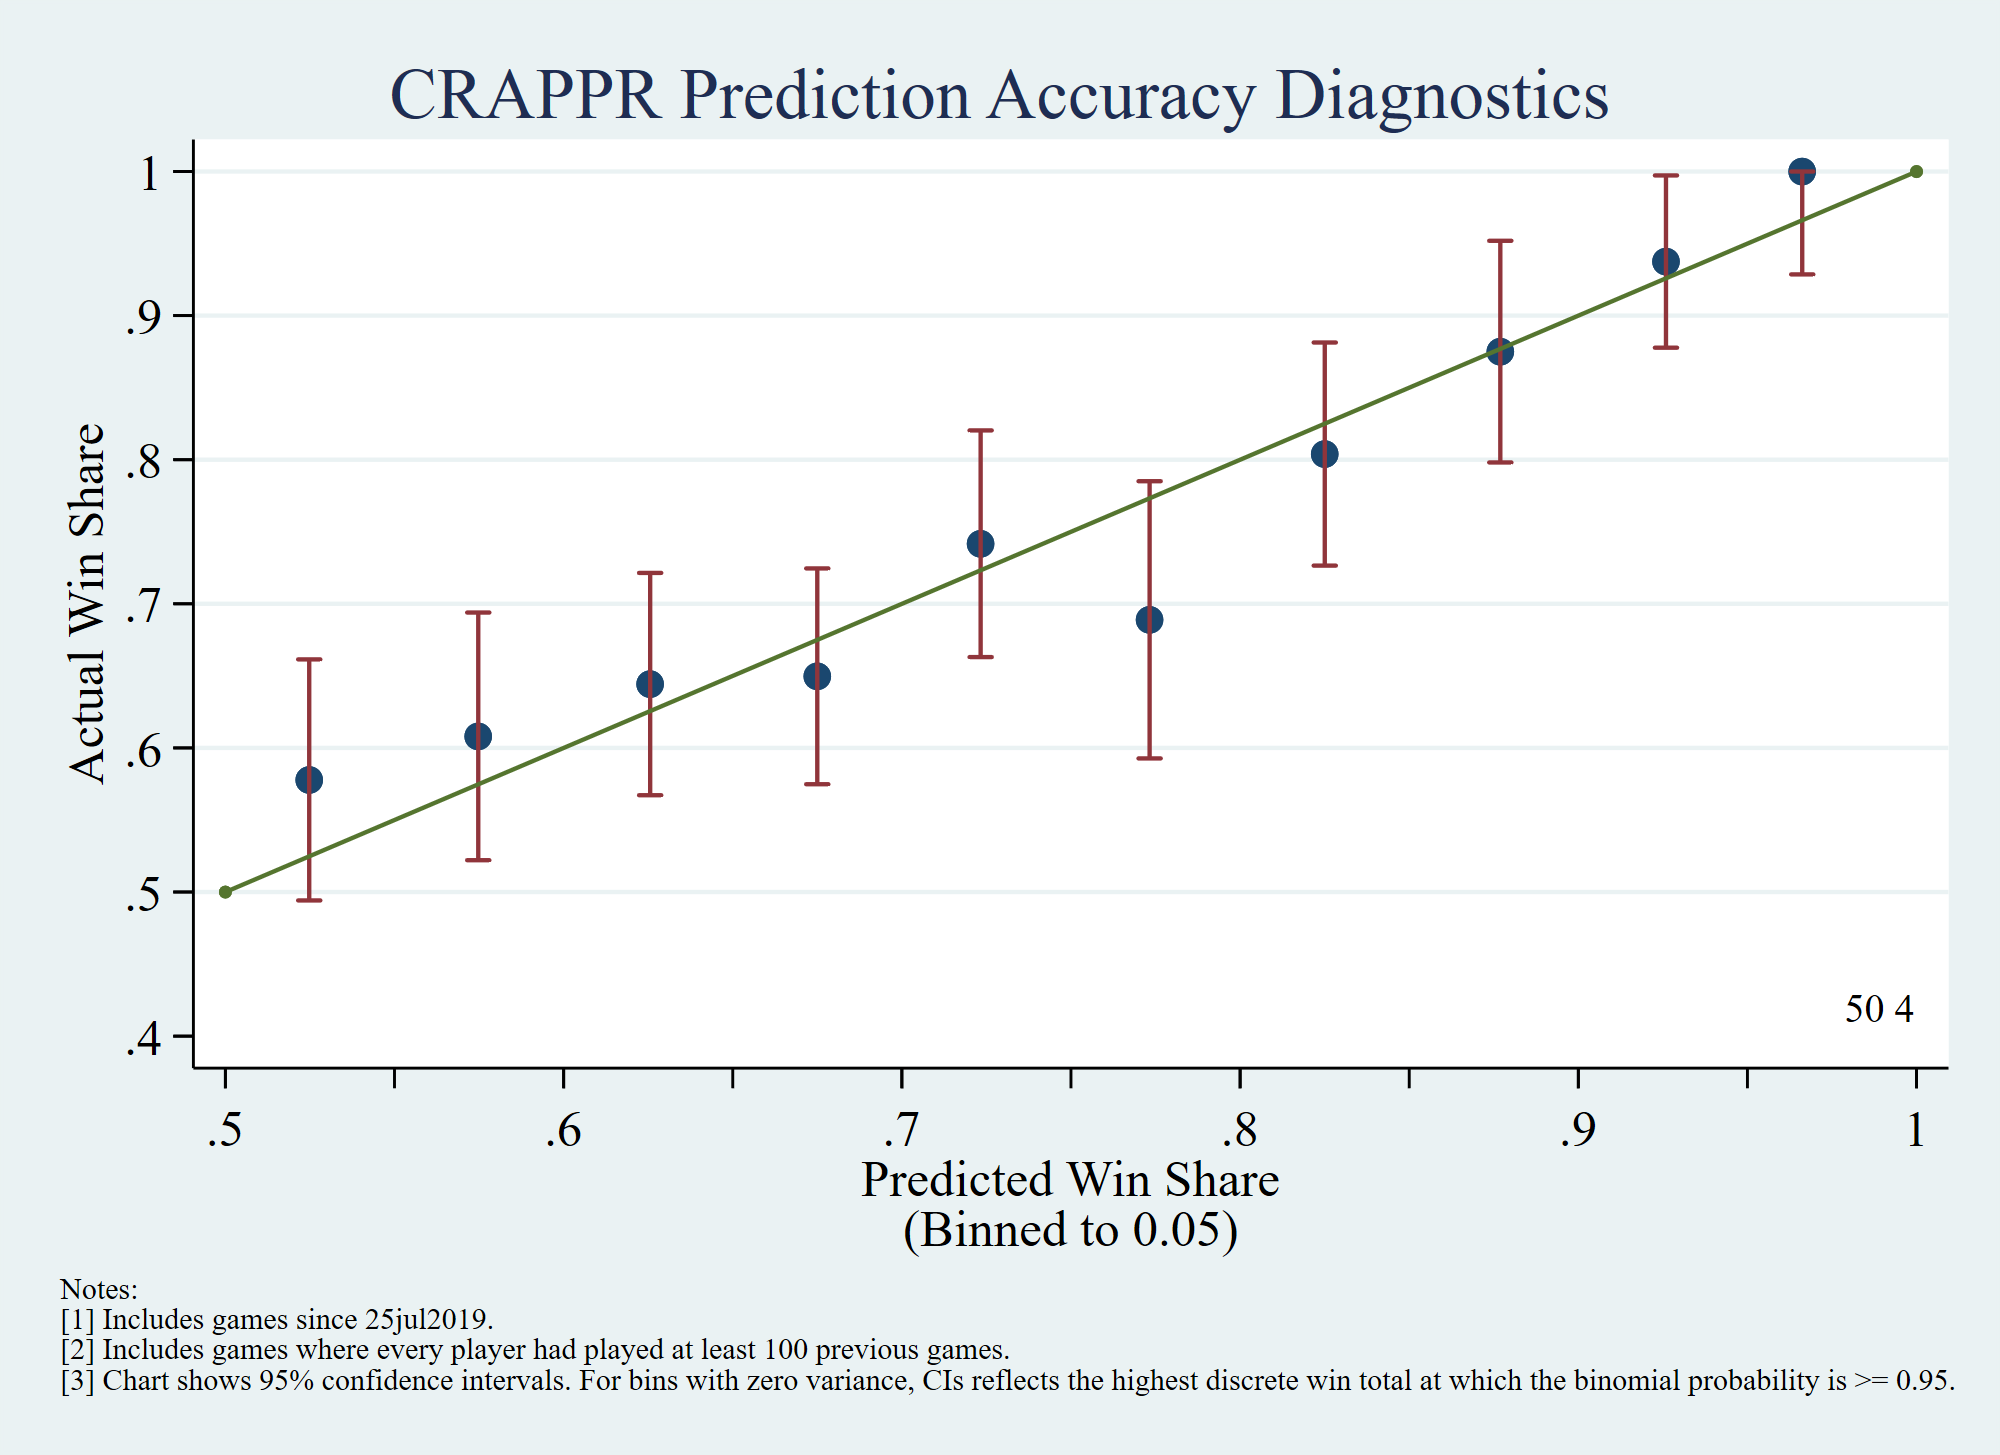 CRAPPR Prediction Accuracy Diagnostics
Actual Win Share
1
.9
.8
.7
.6
.5
.4
50 4
.5 .6 .7 .8 .9 1
Predicted Win Share
(Binned to 0.05)
Notes:
[1] Includes games since 25jul2019.
[2] Includes games where every player had played at least 100 previous games.
[3] Chart shows 95% confidence intervals. For bins with zero variance, CIs reflects the highest discrete win total at which the binomial probability is >= 0.95.